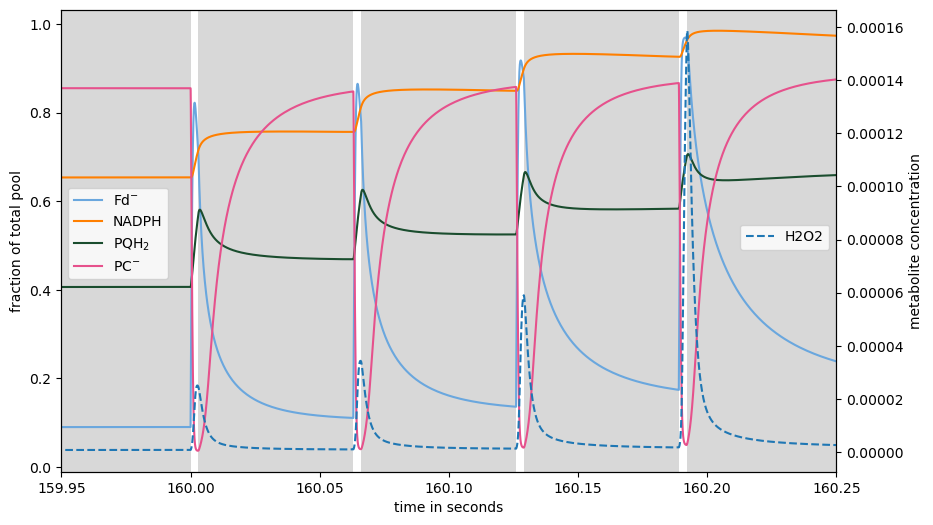 1.0
0.8
0.6
0.4
0.2
0.0
fraction of total pool
Fd⁻
NADPH
PQH₂
PC⁻
H2O2
0.00016
0.00014
0.00012
0.00010
0.00008
0.00006
0.00004
0.00002
0.00000
metabolite concentration
159.95 160.00 160.05 160.10 160.15 160.20 160.25
time in seconds